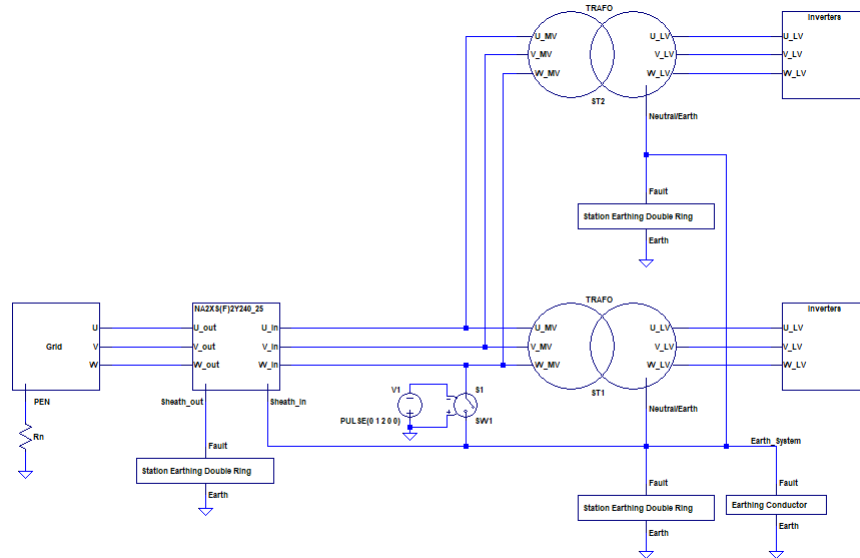 TRAFO
Inverters
U_MV
U_LV
U_LV
V_MV
V_LV
V_LV
W_MV
W_LV
W_LV
ST2
Neutral/Earth
Fault
Station Earthing Double Ring
Earth
NA2XS(F)2Y240_25
TRAFO
Inverters
U
U_out
U_in
U_MV
U_LV
U_LV
Grid
V
V_out
V_in
V_MV
V_LV
V_LV
W
W_out
W_in
W_MV
W_LV
W_LV
PEN
Sheath_out
Sheath_in
V1
S1
ST1
Neutral/Earth
PULSE(0 1 2 0 0)
SW1
Rn
Fault
Earth_System
Station Earthing Double Ring
Earth
Fault
Fault
Station Earthing Double Ring
Earthing Conductor
Earth
Earth